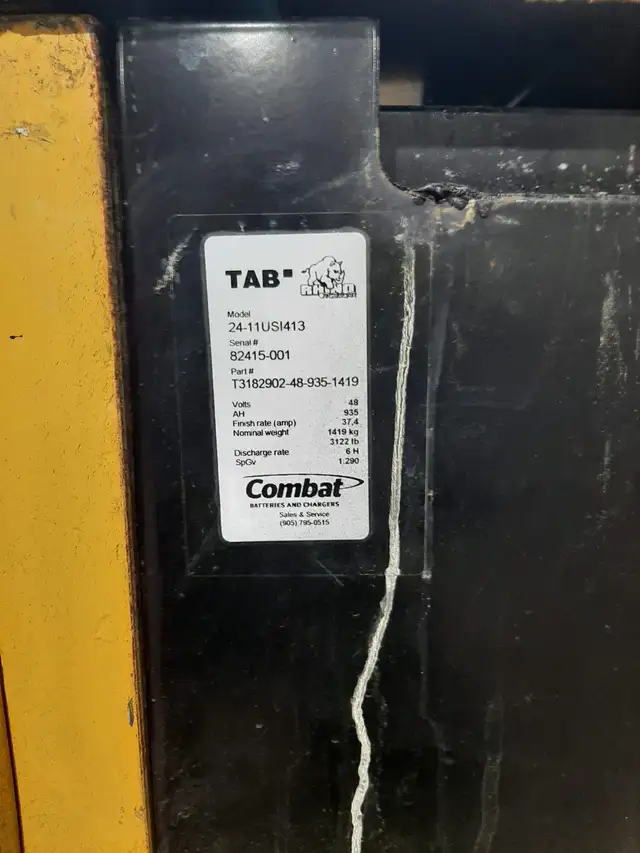 TAB
RHINO
Model
24-11USI413
Serial #
82415-001
Part #
T3182902-48-935-1419
Volts 48
AH 935
Finish rate (amp) 37,4
Nominal weight 1419 kg
3122 lb
Discharge rate 6 H
SpGv 1.290
Combat
BATTERIES AND CHARGERS
Sales & Service
(905) 795-0515